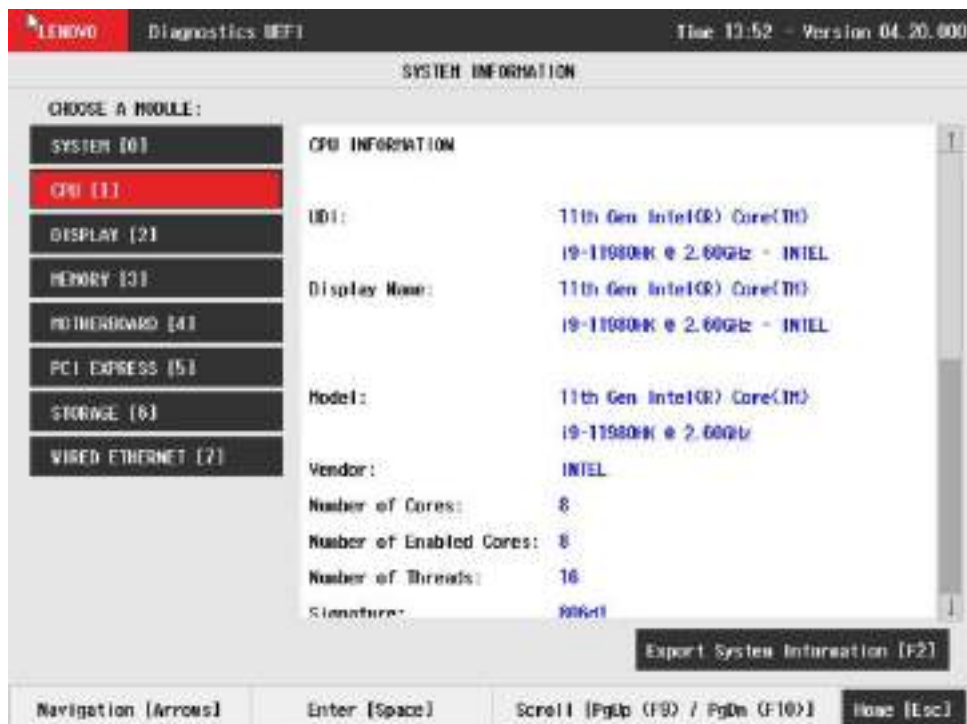 LENOVO Diagnostics UEFI Time 13:52 - Version 04.20.000
SYSTEM INFORMATION
CHOOSE A MODULE:
SYSTEM [0]
CPU [1]
DISPLAY [2]
MEMORY [3]
MOTHERBOARD [4]
PCI EXPRESS [5]
STORAGE [6]
WIRED ETHERNET [7]
CPU INFORMATION
UDI: 11th Gen Intel(R) Core(TM)
i9-11980HK @ 2.60GHz - INTEL
Display Name: 11th Gen Intel(R) Core(TM)
i9-11980HK @ 2.60GHz - INTEL
Model: 11th Gen Intel(R) Core(TM)
i9-11980HK @ 2.60GHz
Vendor: INTEL
Number of Cores: 8
Number of Enabled Cores: 8
Number of Threads: 16
Signature: 806d1
Export System Information [F2]
Navigation [Arrows] Enter [Space] Scroll [PgUp (F9) / PgDn (F10)] Home [Esc]